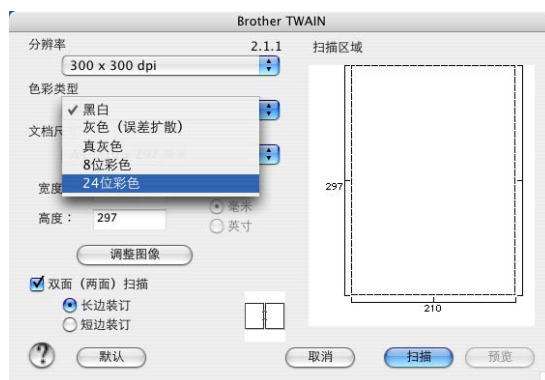 Brother TWAIN
分辨率
2.1.1
扫描区域
300 x 300 dpi
色彩类型
✓ 黑白
灰色（误差扩散）
真灰色
8位彩色
24位彩色
文档尺
宽度
毫米
高度： 297
英寸
调整图像
双面（两面）扫描
长边装订
短边装订
297
210
? 默认
取消
扫描
预览